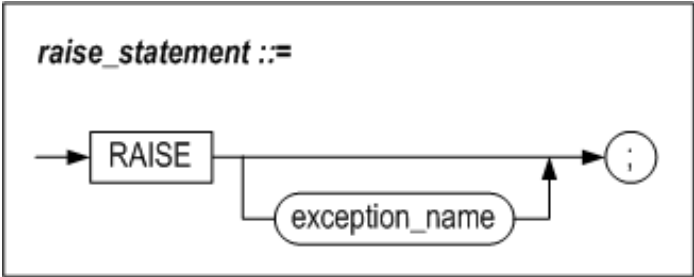 raise_statement ::=
RAISE
;
exception_name